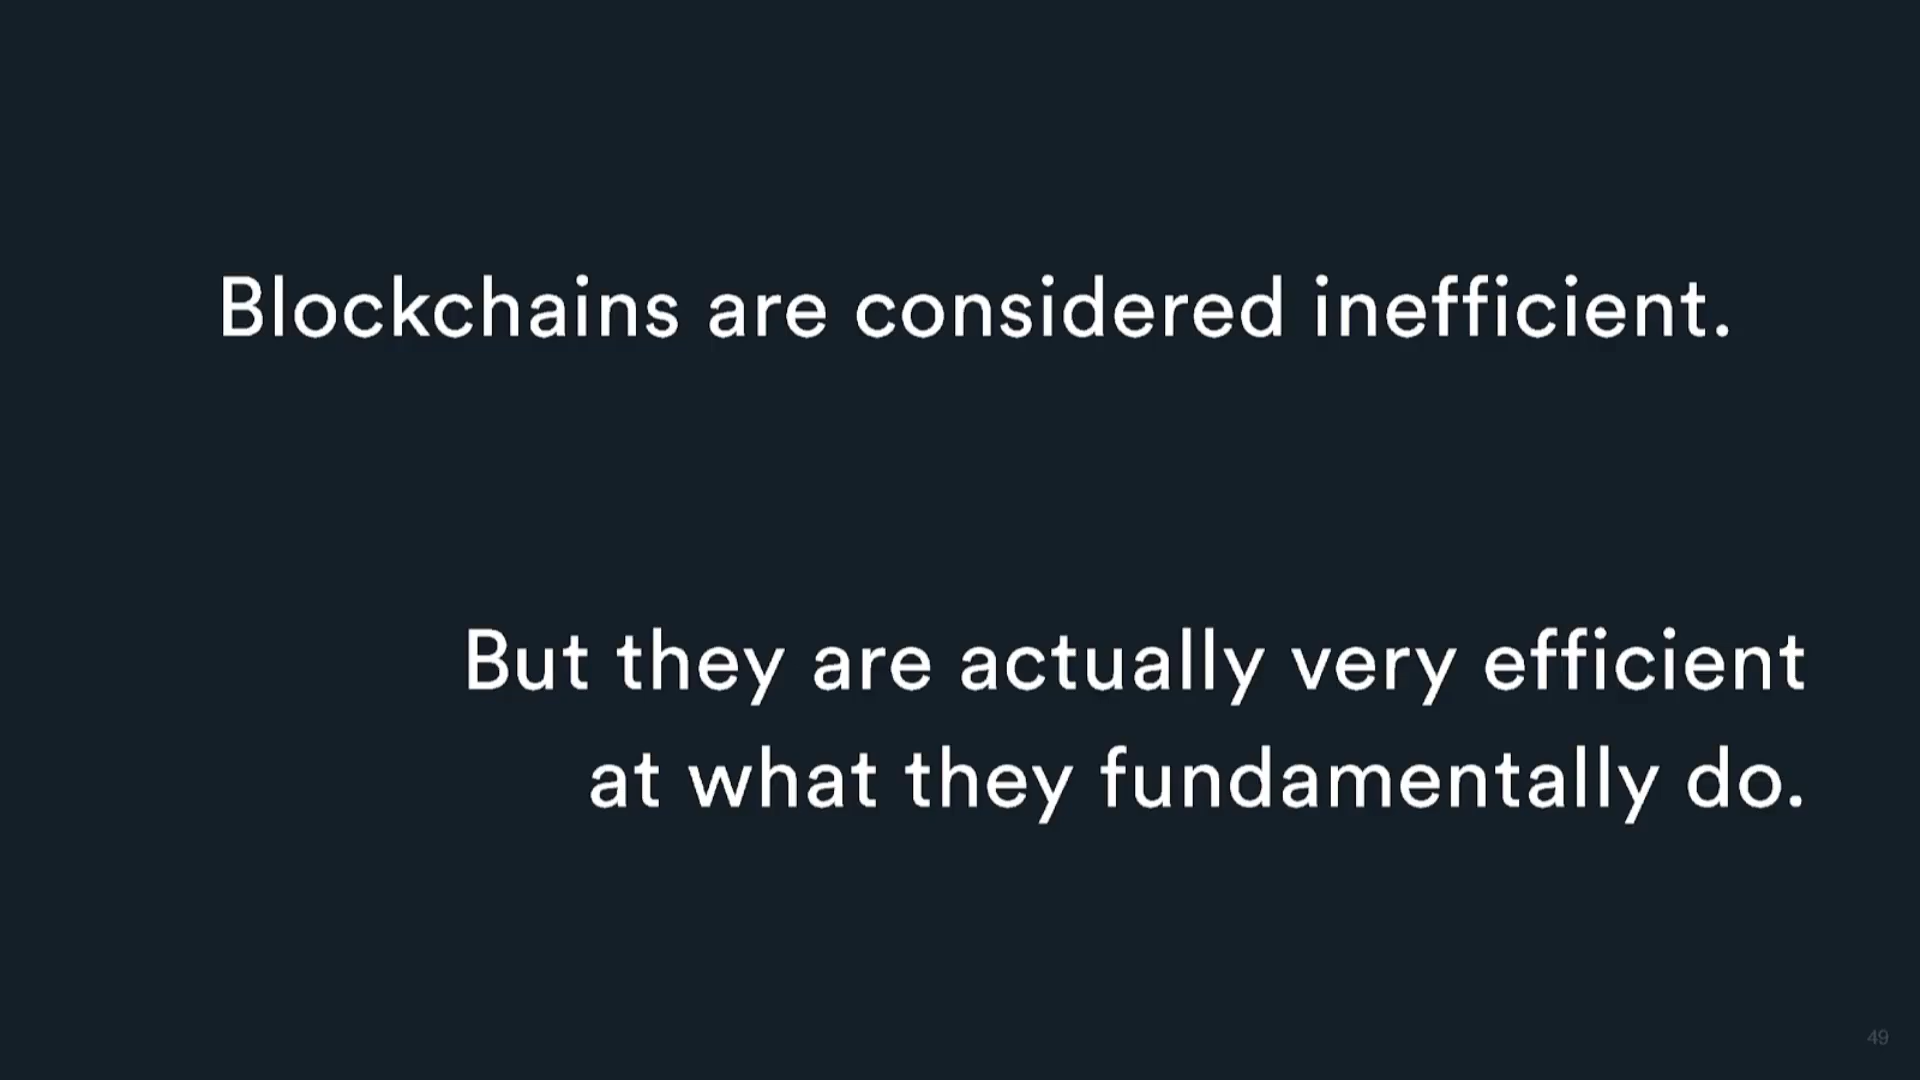 Blockchains are considered inefficient.
But they are actually very efficient
at what they fundamentally do.
49